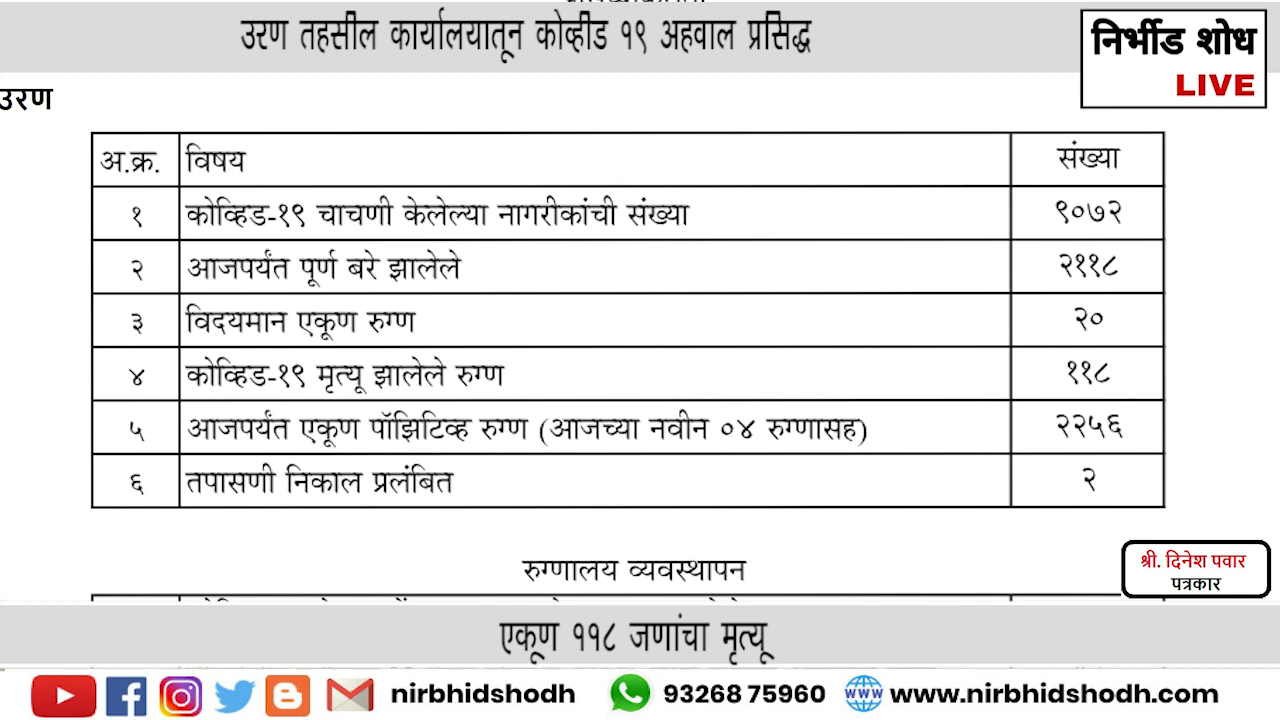 उरण तहसील कार्यालयातून कोव्हीड १९ अहवाल प्रसिद्ध
निर्भीड शोध
LIVE
उरण
अ.क्र. विषय संख्या
१ कोव्हिड-१९ चाचणी केलेल्या नागरीकांची संख्या ९०७२
२ आजपर्यंत पूर्ण बरे झालेले २११८
३ विदयमान एकूण रुग्ण २०
४ कोव्हिड-१९ मृत्यू झालेले रुग्ण ११८
५ आजपर्यंत एकूण पॉझिटिव्ह रुग्ण (आजच्या नवीन ०४ रुग्णासह) २२५६
६ तपासणी निकाल प्रलंबित २
रुग्णालय व्यवस्थापन
श्री. दिनेश पवार
पत्रकार
एकूण ११८ जणांचा मृत्यू
nirbhidshodh 93268 75960 www.nirbhidshodh.com